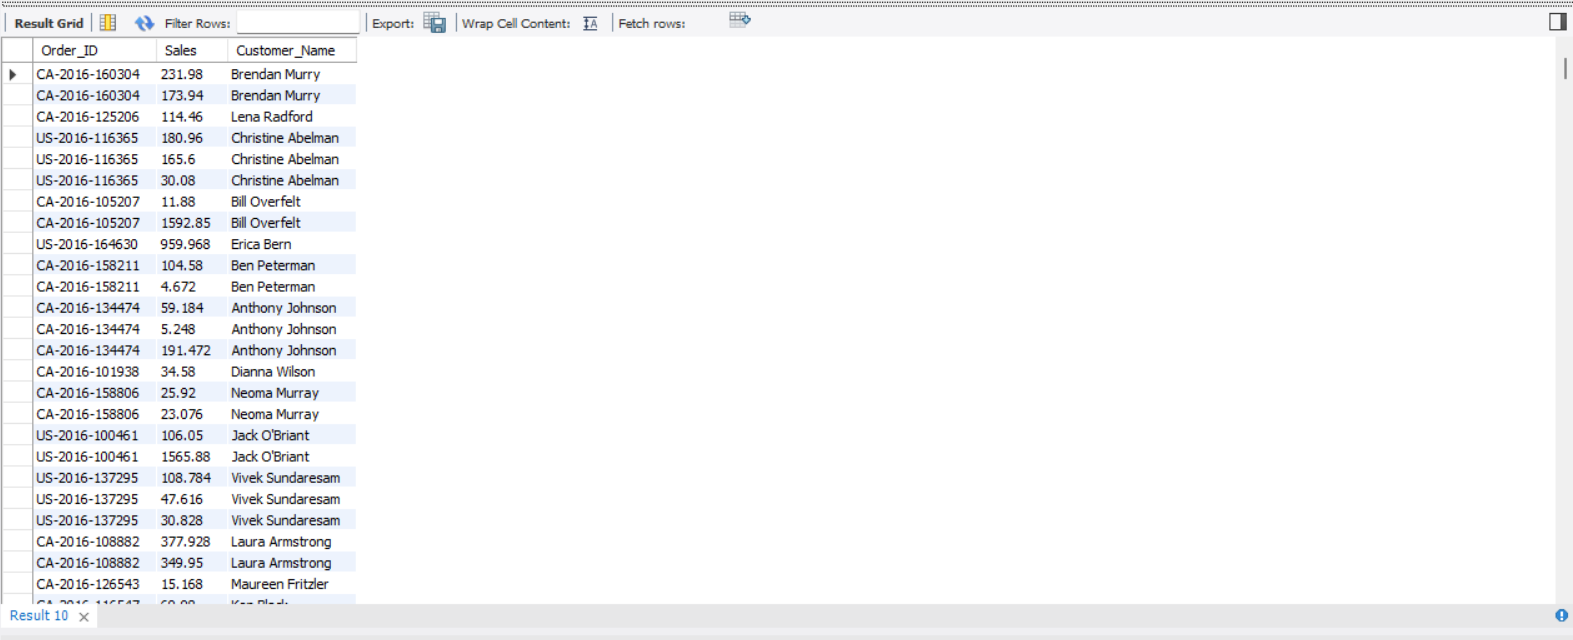 Result Grid Filter Rows: Export: Wrap Cell Content: Fetch rows:
Order_ID Sales Customer_Name
CA-2016-160304 231.98 Brendan Murry
CA-2016-160304 173.94 Brendan Murry
CA-2016-125206 114.46 Lena Radford
US-2016-116365 180.96 Christine Abelman
US-2016-116365 165.6 Christine Abelman
US-2016-116365 30.08 Christine Abelman
CA-2016-105207 11.88 Bill Overfelt
CA-2016-105207 1592.85 Bill Overfelt
US-2016-164630 959.968 Erica Bern
CA-2016-158211 104.58 Ben Peterman
CA-2016-158211 4.672 Ben Peterman
CA-2016-134474 59.184 Anthony Johnson
CA-2016-134474 5.248 Anthony Johnson
CA-2016-134474 191.472 Anthony Johnson
CA-2016-101938 34.58 Dianna Wilson
CA-2016-158806 25.92 Neoma Murray
CA-2016-158806 23.076 Neoma Murray
US-2016-100461 106.05 Jack O'Briant
US-2016-100461 1565.88 Jack O'Briant
US-2016-137295 108.784 Vivek Sundaresam
US-2016-137295 47.616 Vivek Sundaresam
US-2016-137295 30.828 Vivek Sundaresam
CA-2016-108882 377.928 Laura Armstrong
CA-2016-108882 349.95 Laura Armstrong
CA-2016-126543 15.168 Maureen Fritzler
Result 10